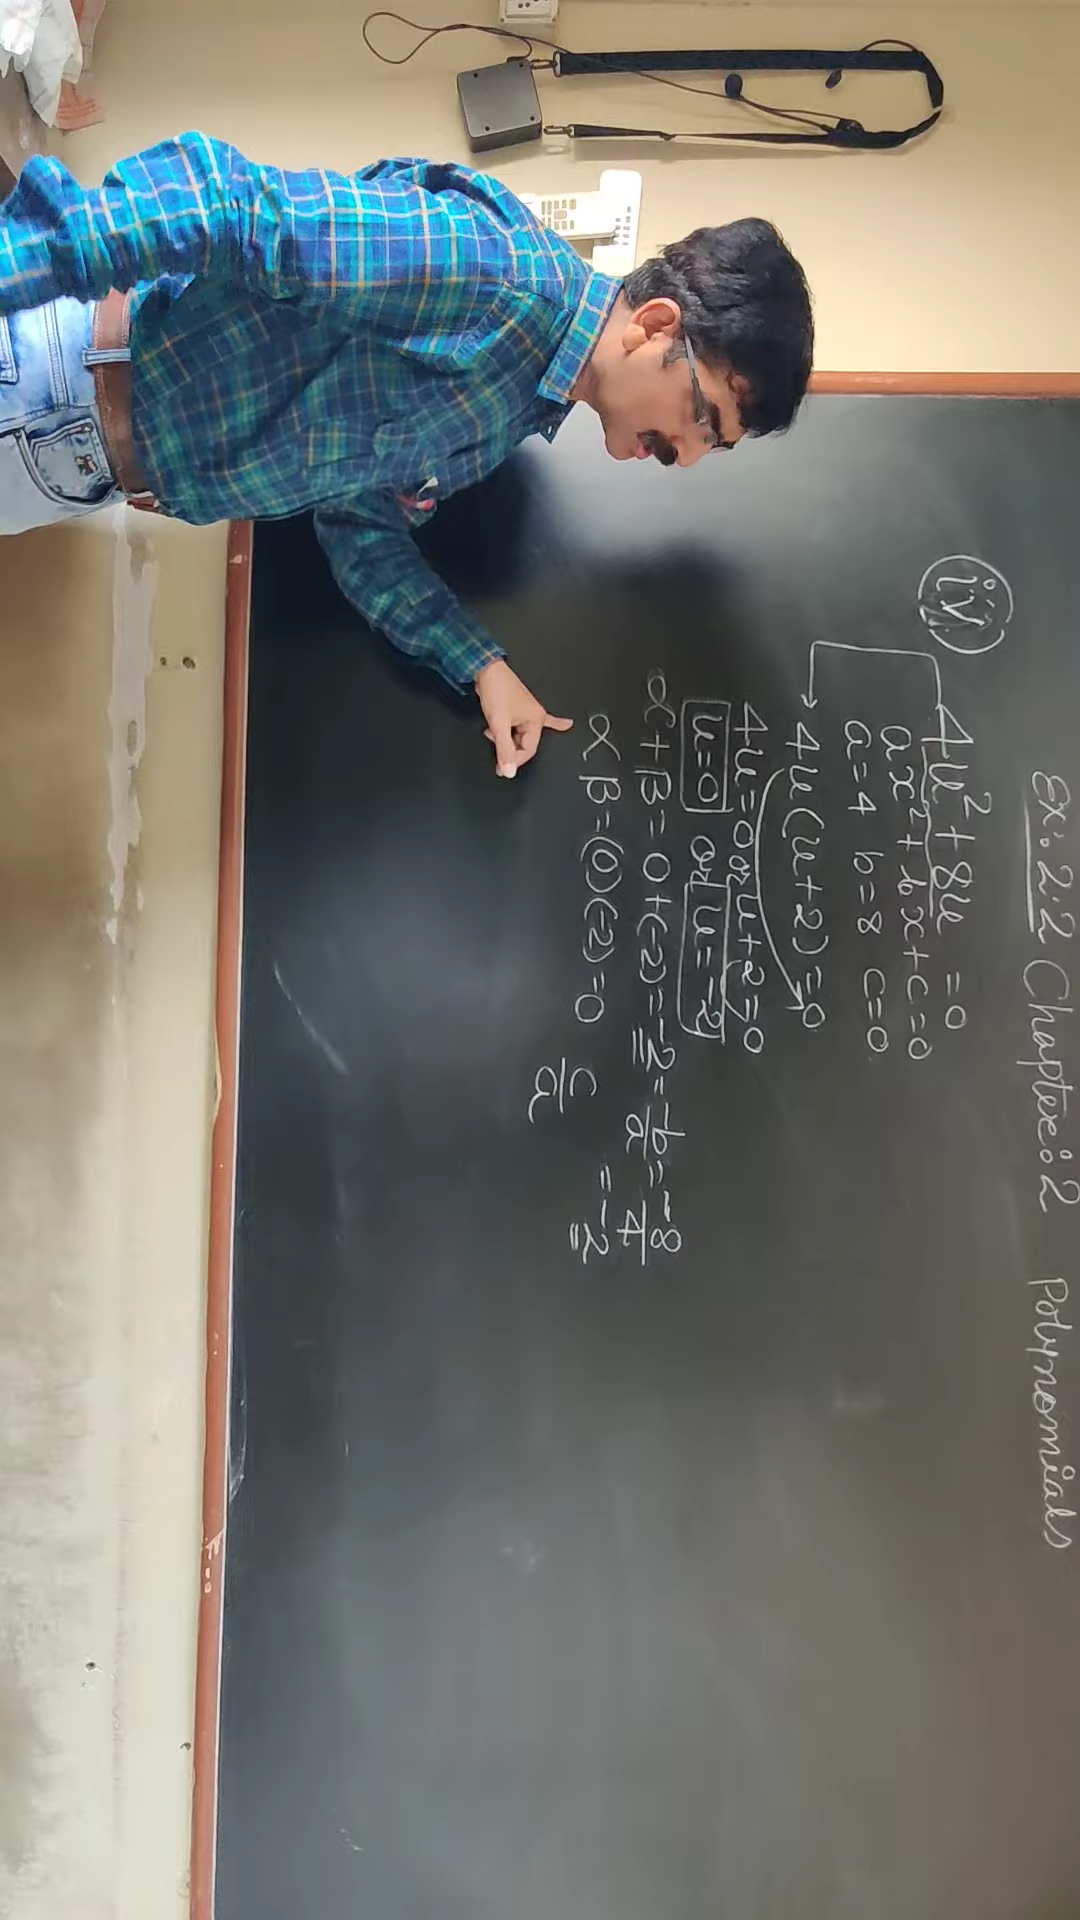 Ex: 2.2 Chapter: 2 Polynomials
(iv) 4u² + 8u = 0
ax² + bx + c = 0
a = 4 b = 8 c = 0
4u(u + 2) = 0
4u = 0 or u + 2 = 0
u = 0 or u = -2
α + β = 0 + (-2) = -2 = -b/a = -8/4
= -2
αβ = (0)(-2) = 0 c/a